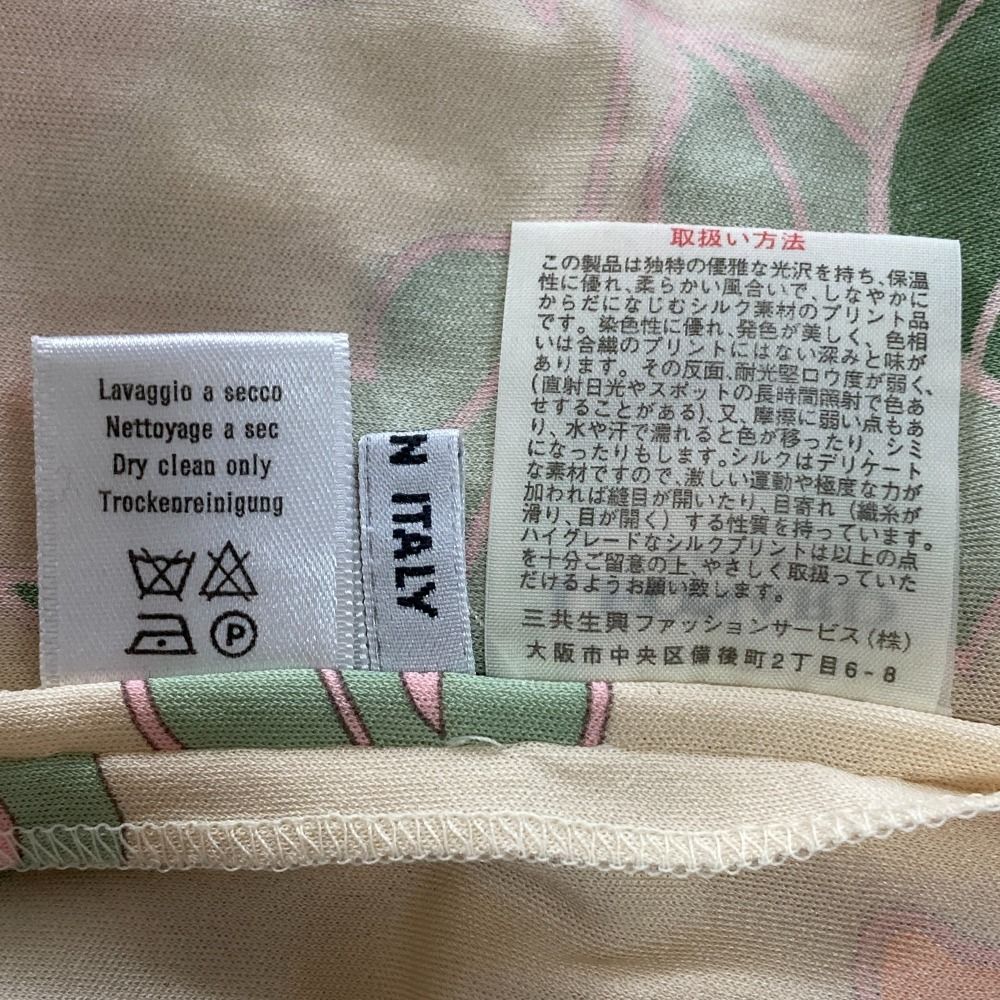 Lavaggio a secco
Nettoyage a sec
Dry clean only
Trockenreinigung
P
N ITALY
取扱い方法
この製品は独特の優雅な光沢を持ち、保温
性に優れ、柔らかい風合いで、しなやかに
からだになじむシルク素材のプリント品
です。染色性に優れ、発色が美しく、色相
いは合繊のプリントにはない深みと味が
あります。その反面、耐光堅ロウ度が弱く、
(直射日光やスポットの長時間照射で色あ
せすることがある)、又、摩擦に弱い点もあ
り、水や汗で濡れると色が移ったり、シミ
になったりもします。シルクはデリケート
な素材ですので、激しい運動や極度な力が
加われば縫目が開いたり、目寄れ(織糸が
滑り、目が開く)する性質を持っています。
ハイグレードなシルクプリントは以上の点
を十分ご留意の上、やさしく取扱っていた
だけるようお願い致します。
三共生興ファッションサービス(株)
大阪市中央区備後町2丁目6-8